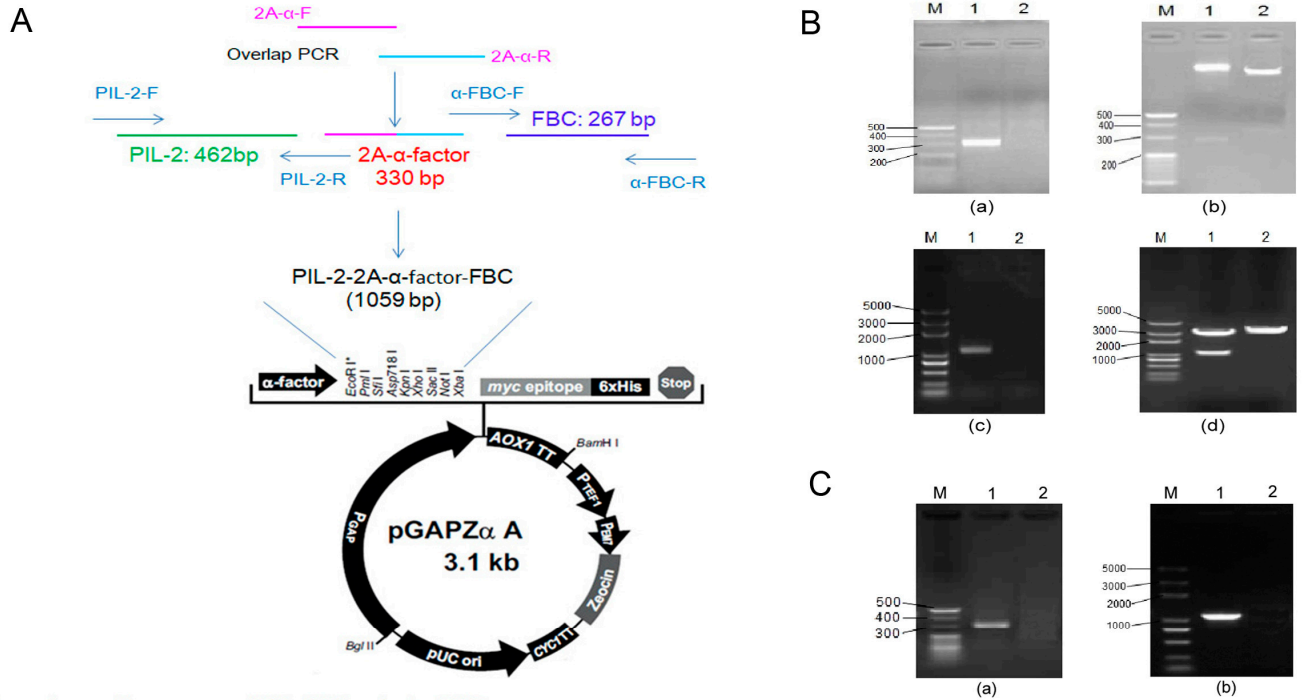 A
2A-α-F
Overlap PCR
2A-α-R
PIL-2-F
α-FBC-F
FBC: 267 bp
PIL-2: 462bp
2A-α-factor
330 bp
PIL-2-R
α-FBC-R
PIL-2-2A-α-factor-FBC
(1059 bp)
α-factor
EcoR I*
Pml I
Sfi I
Asp718 I
Kpn I
Xho I
Sac II
Not I
Xba I
myc epitope
6xHis
Stop
AOX1 TT
BamH I
PTEF1
PEM7
Zeocin
CYC1TT
pUC ori
Bgl II
PGAP
pGAPZα A
3.1 kb
B
M 1 2
500
400
300
200
(a)
M 1 2
500
400
300
200
(b)
M 1 2
5000
3000
2000
1000
(c)
M 1 2
5000
3000
2000
1000
(d)
C
M 1 2
500
400
300
(a)
M 1 2
5000
3000
2000
1000
(b)